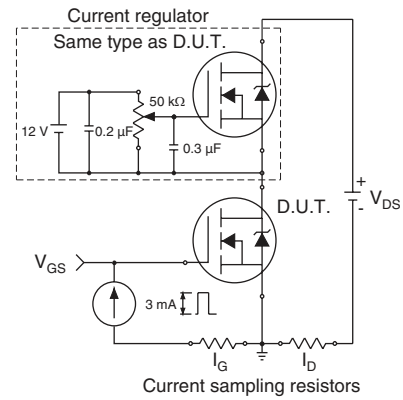 Current regulator
Same type as D.U.T.
50 kΩ
12 V
0.2 µF
0.3 µF
+
V_DS
-
D.U.T.
V_GS
3 mA
I_G
I_D
Current sampling resistors